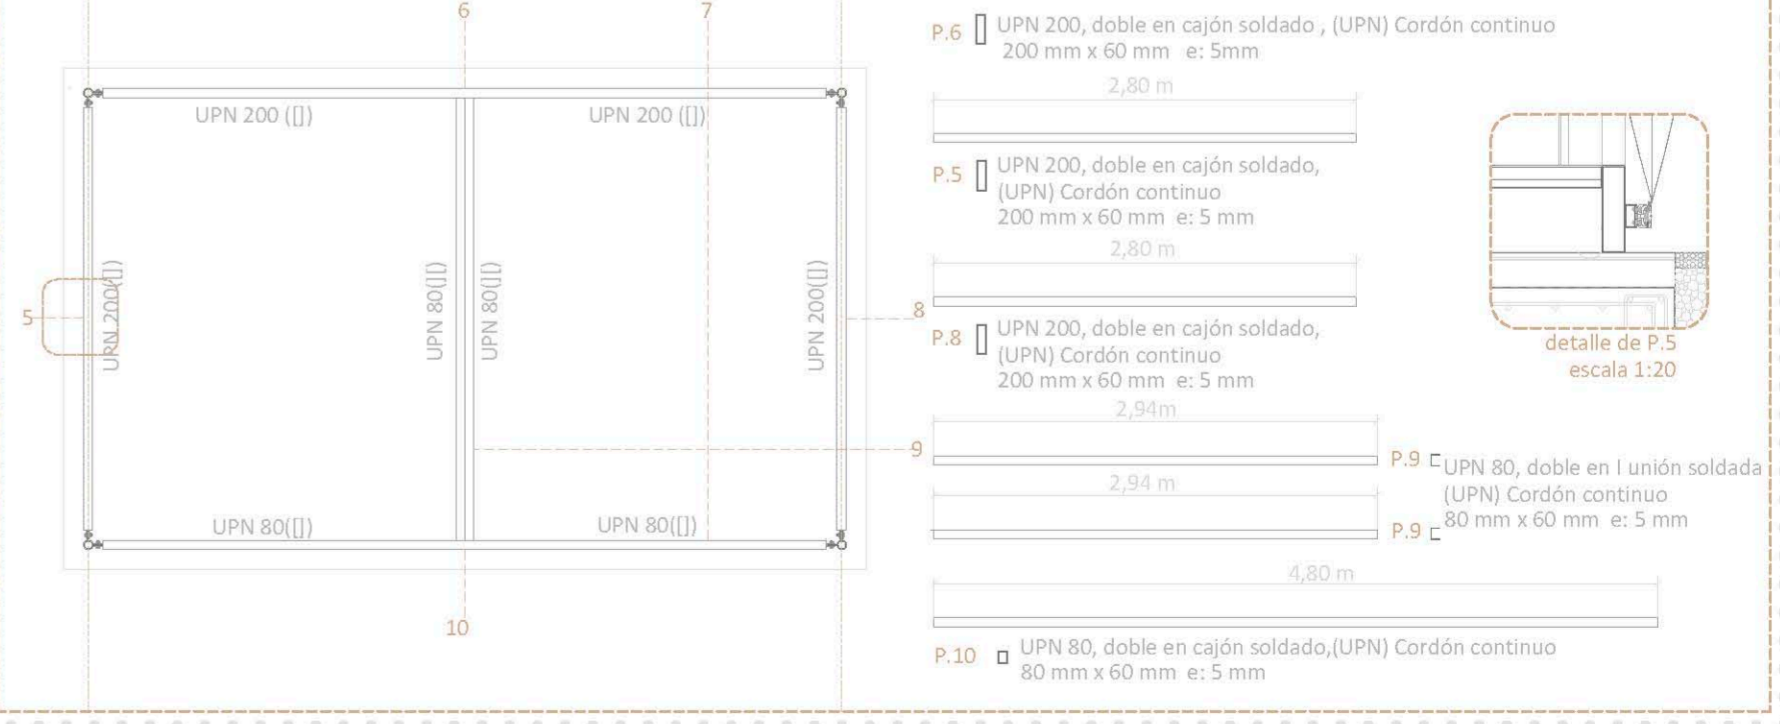 6
7
UPN 200 ([])
UPN 200 ([])
UPN 200([])
UPN 80(][)
UPN 80(][)
UPN 200([])
5
8
9
UPN 80([])
UPN 80([])
10
P.6
UPN 200, doble en cajón soldado , (UPN) Cordón continuo
200 mm x 60 mm e: 5mm
2,80 m
P.5
UPN 200, doble en cajón soldado,
(UPN) Cordón continuo
200 mm x 60 mm e: 5 mm
2,80 m
P.8
UPN 200, doble en cajón soldado,
(UPN) Cordón continuo
200 mm x 60 mm e: 5 mm
2,94m
P.9
2,94 m
P.9
UPN 80, doble en I unión soldada
(UPN) Cordón continuo
80 mm x 60 mm e: 5 mm
4,80 m
P.10
UPN 80, doble en cajón soldado,(UPN) Cordón continuo
80 mm x 60 mm e: 5 mm
detalle de P.5
escala 1:20